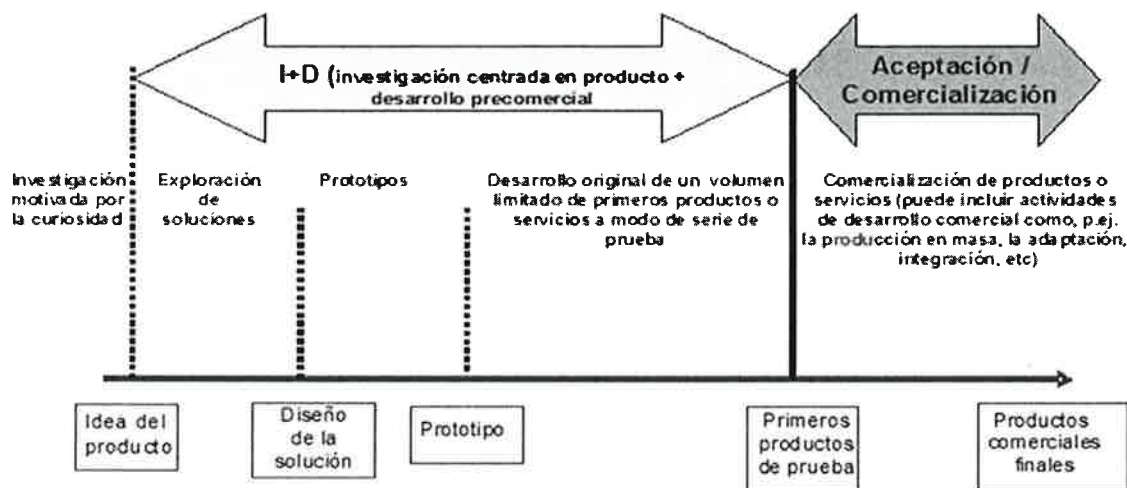 I+D (investigación centrada en producto +
desarrollo precomercial
Aceptación /
Comercialización
Investigación
motivada por
la curiosidad
Exploración
de
soluciones
Prototipos
Desarrollo original de un volumen
limitado de primeros productos o
servicios a modo de serie de
prueba
Comercialización de productos o
servicios (puede incluir actividades
de desarrollo comercial como, p.ej.
la producción en masa, la adaptación,
integración, etc)
Idea del
producto
Diseño
de la
solución
Prototipo
Primeros
productos
de prueba
Productos
comerciales
finales